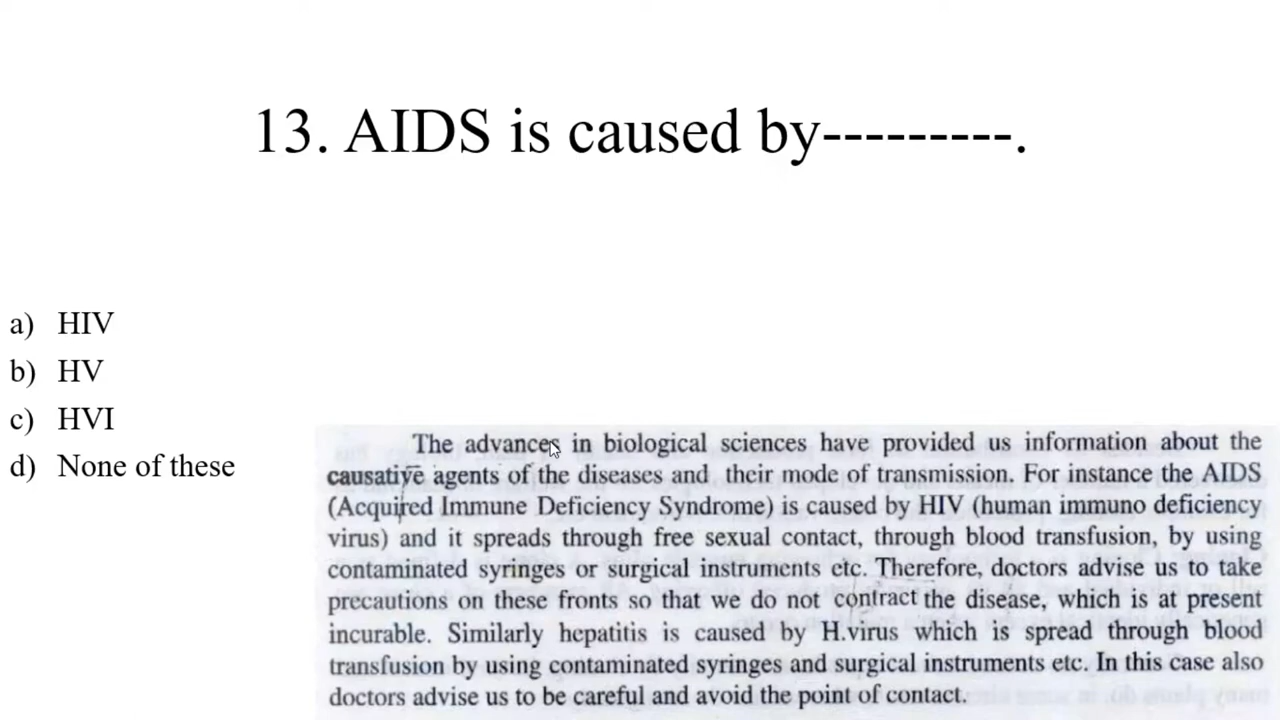 13. AIDS is caused by---------.
a) HIV
b) HV
c) HVI
d) None of these
The advances in biological sciences have provided us information about the
causative agents of the diseases and their mode of transmission. For instance the AIDS
(Acquired Immune Deficiency Syndrome) is caused by HIV (human immuno deficiency
virus) and it spreads through free sexual contact, through blood transfusion, by using
contaminated syringes or surgical instruments etc. Therefore, doctors advise us to take
precautions on these fronts so that we do not contract the disease, which is at present
incurable. Similarly hepatitis is caused by H.virus which is spread through blood
transfusion by using contaminated syringes and surgical instruments etc. In this case also
doctors advise us to be careful and avoid the point of contact.